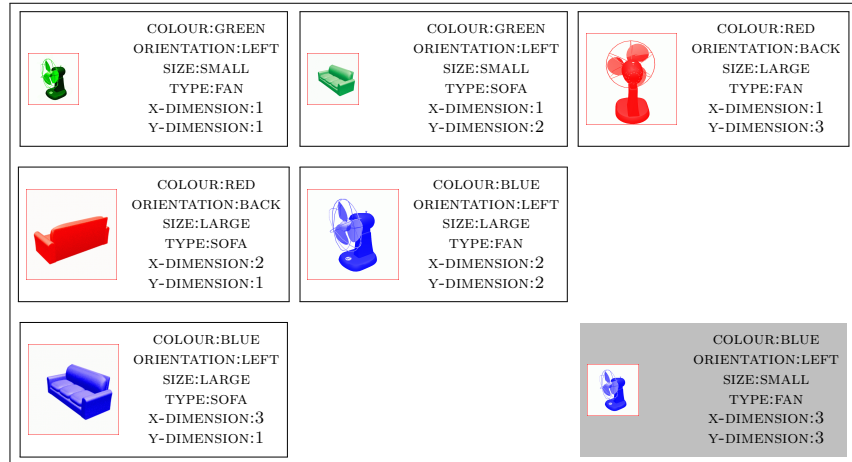 COLOUR:GREEN
ORIENTATION:LEFT
SIZE:SMALL
TYPE:FAN
X-DIMENSION:1
Y-DIMENSION:1
COLOUR:GREEN
ORIENTATION:LEFT
SIZE:SMALL
TYPE:SOFA
X-DIMENSION:1
Y-DIMENSION:2
COLOUR:RED
ORIENTATION:BACK
SIZE:LARGE
TYPE:FAN
X-DIMENSION:1
Y-DIMENSION:3
COLOUR:RED
ORIENTATION:BACK
SIZE:LARGE
TYPE:SOFA
X-DIMENSION:2
Y-DIMENSION:1
COLOUR:BLUE
ORIENTATION:LEFT
SIZE:LARGE
TYPE:FAN
X-DIMENSION:2
Y-DIMENSION:2
COLOUR:BLUE
ORIENTATION:LEFT
SIZE:LARGE
TYPE:SOFA
X-DIMENSION:3
Y-DIMENSION:1
COLOUR:BLUE
ORIENTATION:LEFT
SIZE:SMALL
TYPE:FAN
X-DIMENSION:3
Y-DIMENSION:3